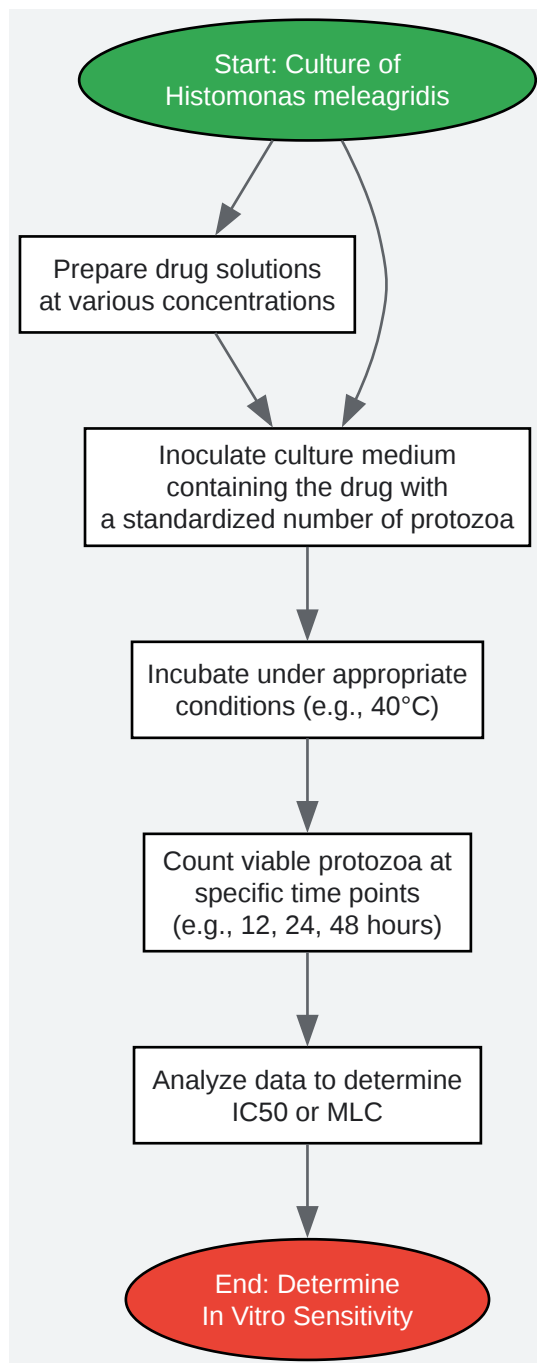 Start: Culture of
Histomonas meleagridis
Prepare drug solutions
at various concentrations
Inoculate culture medium
containing the drug with
a standardized number of protozoa
Incubate under appropriate
conditions (e.g., 40°C)
Count viable protozoa at
specific time points
(e.g., 12, 24, 48 hours)
Analyze data to determine
IC50 or MLC
End: Determine
In Vitro Sensitivity